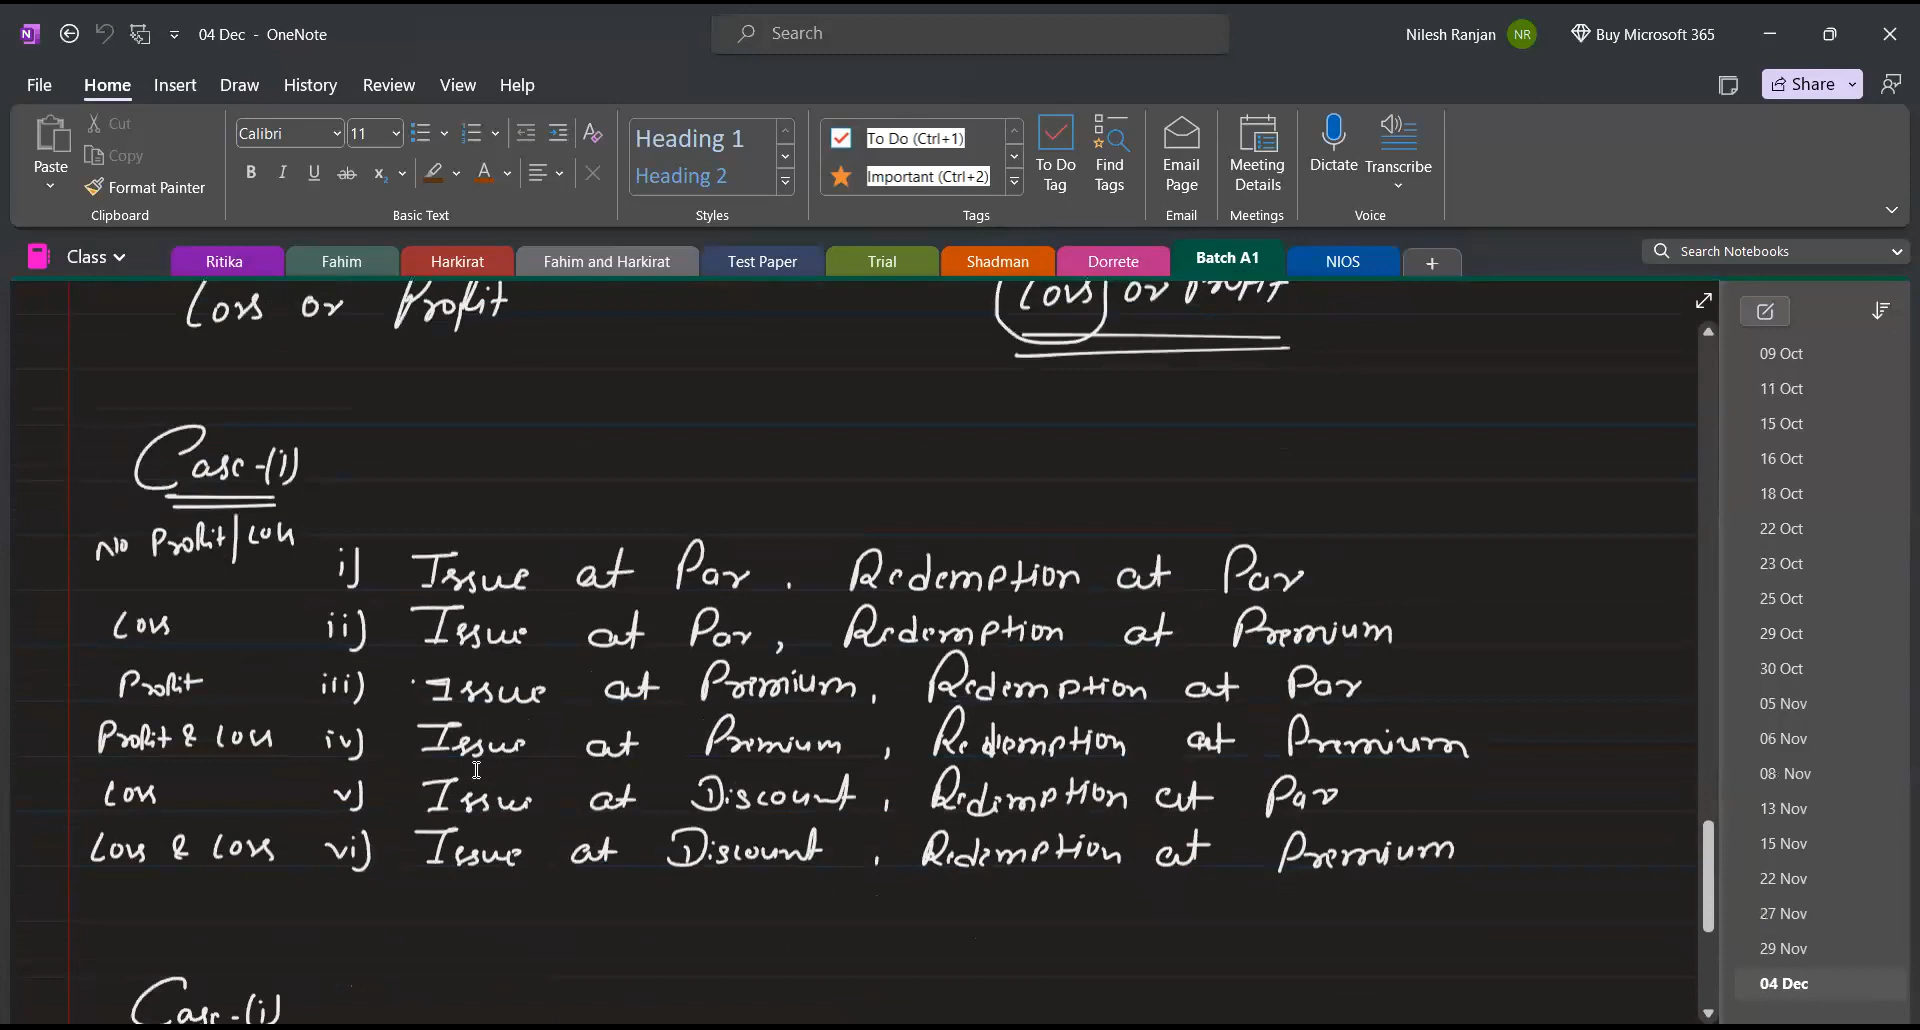 04 Dec - OneNote
Search
Nilesh Ranjan
NR
Buy Microsoft 365
File Home Insert Draw History Review View Help
Share
Paste
Cut
Copy
Format Painter
Clipboard
Calibri 11
B I U ab x₂ A A
Basic Text
Heading 1
Heading 2
Styles
To Do (Ctrl+1)
Important (Ctrl+2)
To Do Tag
Find Tags
Tags
Email Page
Email
Meeting Details
Meetings
Dictate
Transcribe
Voice
Class
Ritika Fahim Harkirat Fahim and Harkirat Test Paper Trial Shadman Dorrete Batch A1 NIOS +
Search Notebooks
Loss or Profit
Loss or Profit
Case-(i)
No Profit/Loss
i) Issue at Par. Redemption at Par
Loss ii) Issue at Par, Redemption at Premium
Profit iii) Issue at Premium, Redemption at Par
Profit & Loss iv) Issue at Premium, Redemption at Premium
Loss v) Issue at Discount, Redemption at Par
Loss & Loss vi) Issue at Discount, Redemption at Premium
Case-(i)
09 Oct
11 Oct
15 Oct
16 Oct
18 Oct
22 Oct
23 Oct
25 Oct
29 Oct
30 Oct
05 Nov
06 Nov
08 Nov
13 Nov
15 Nov
22 Nov
27 Nov
29 Nov
04 Dec